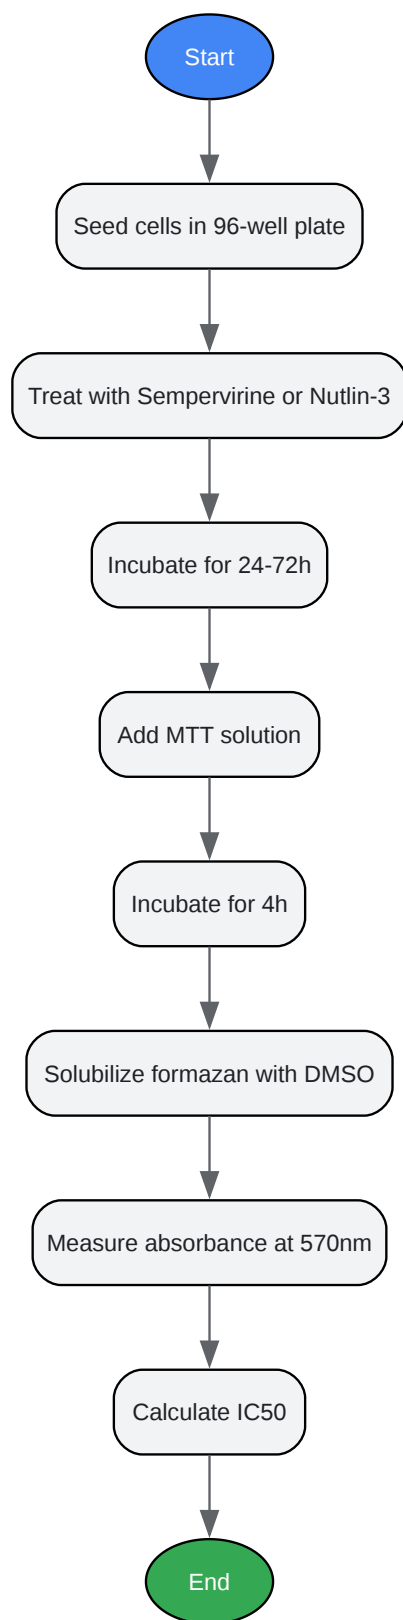 Start
Seed cells in 96-well plate
Treat with Sempervirine or Nutlin-3
Incubate for 24-72h
Add MTT solution
Incubate for 4h
Solubilize formazan with DMSO
Measure absorbance at 570nm
Calculate IC50
End